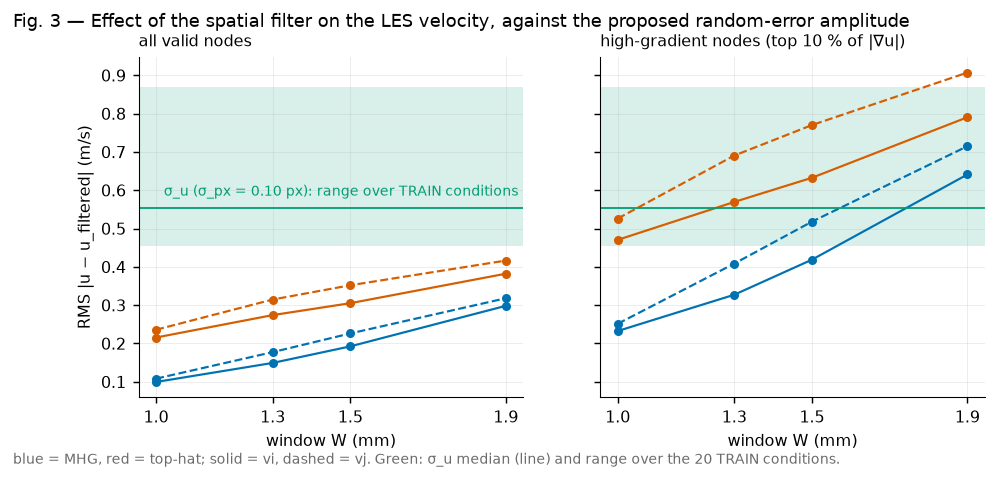 Fig. 3 — Effect of the spatial filter on the LES velocity, against the proposed random-error amplitude
all valid nodes
high-gradient nodes (top 10 % of |∇u|)
RMS |u − u_filtered| (m/s)
0.9
0.8
0.7
0.6
0.5
0.4
0.3
0.2
0.1
σ_u (σ_px = 0.10 px): range over TRAIN conditions
1.0 1.3 1.5 1.9
1.0 1.3 1.5 1.9
window W (mm)
window W (mm)
blue = MHG, red = top-hat; solid = vi, dashed = vj. Green: σ_u median (line) and range over the 20 TRAIN conditions.